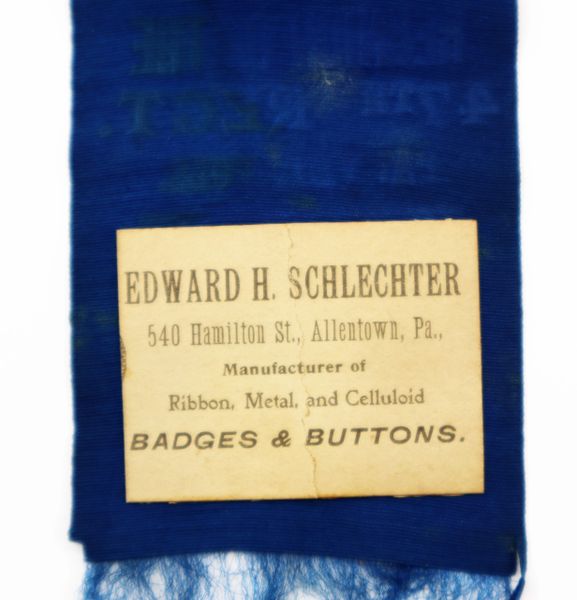 EDWARD H. SCHLECHTER
540 Hamilton St., Allentown, Pa.,
Manufacturer of
Ribbon, Metal, and Celluloid
BADGES & BUTTONS.